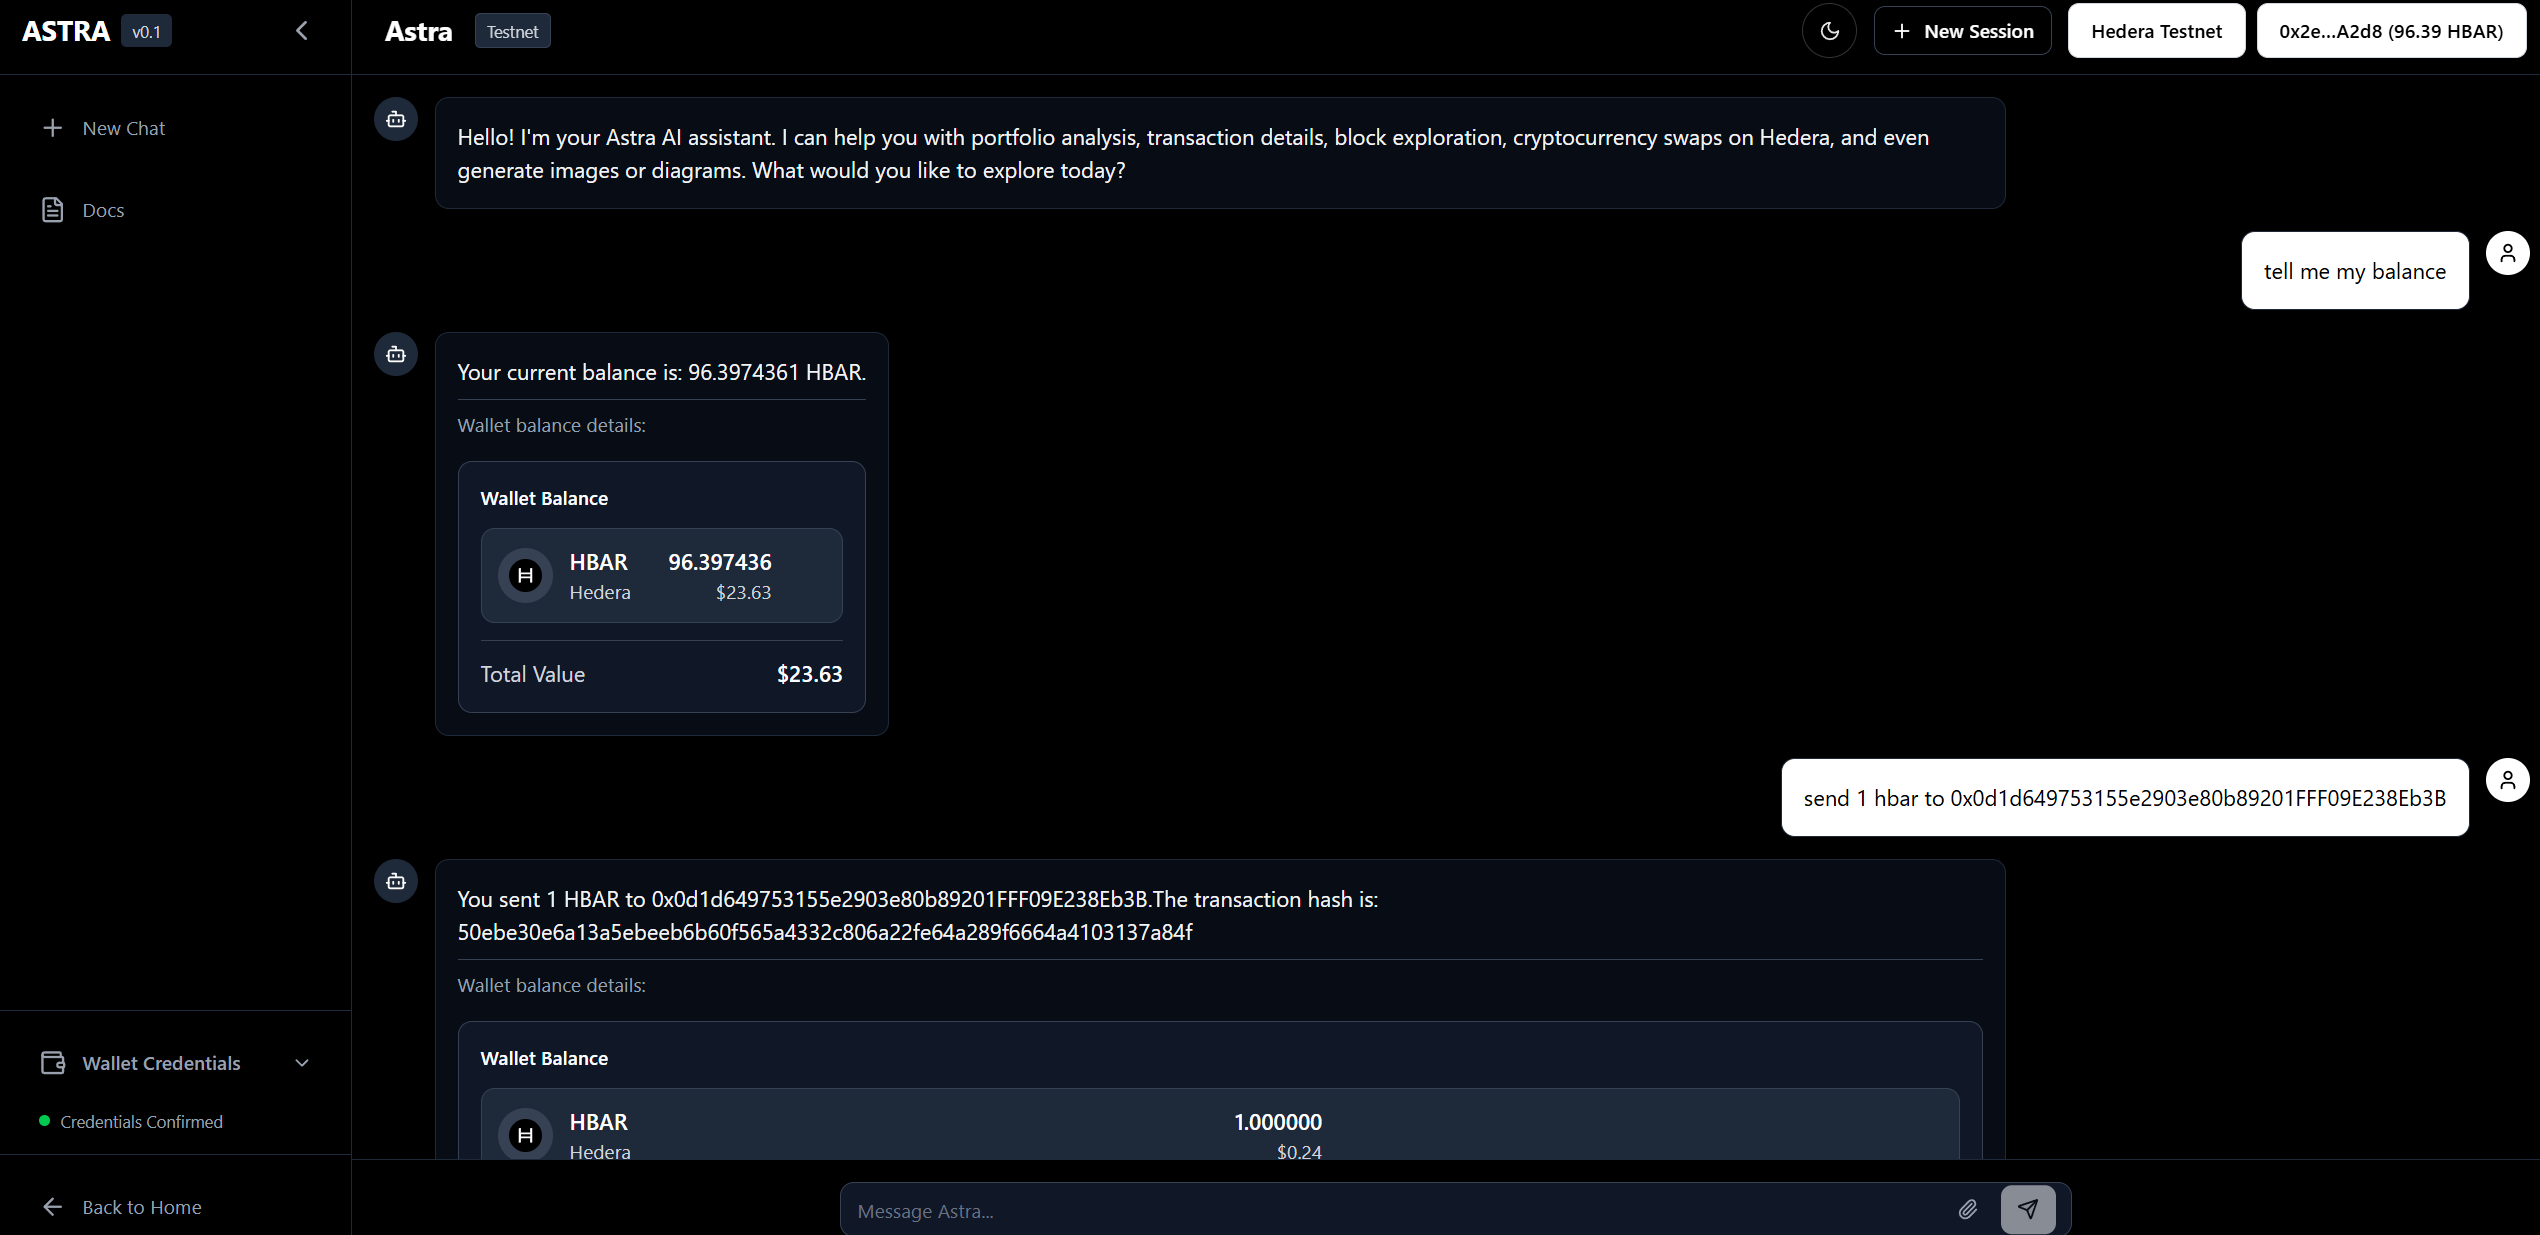 ASTRA v0.1
Astra Testnet
New Session
Hedera Testnet
0x2e...A2d8 (96.39 HBAR)
New Chat
Docs
Hello! I'm your Astra AI assistant. I can help you with portfolio analysis, transaction details, block exploration, cryptocurrency swaps on Hedera, and even
generate images or diagrams. What would you like to explore today?
tell me my balance
Your current balance is: 96.3974361 HBAR.
Wallet balance details:
Wallet Balance
HBAR 96.397436
Hedera $23.63
Total Value $23.63
send 1 hbar to 0x0d1d649753155e2903e80b89201FFF09E238Eb3B
You sent 1 HBAR to 0x0d1d649753155e2903e80b89201FFF09E238Eb3B.The transaction hash is:
50ebe30e6a13a5ebeeb6b60f565a4332c806a22fe64a289f6664a4103137a84f
Wallet balance details:
Wallet Balance
HBAR 1.000000
Hedera $0.24
Wallet Credentials
Credentials Confirmed
Back to Home
Message Astra...